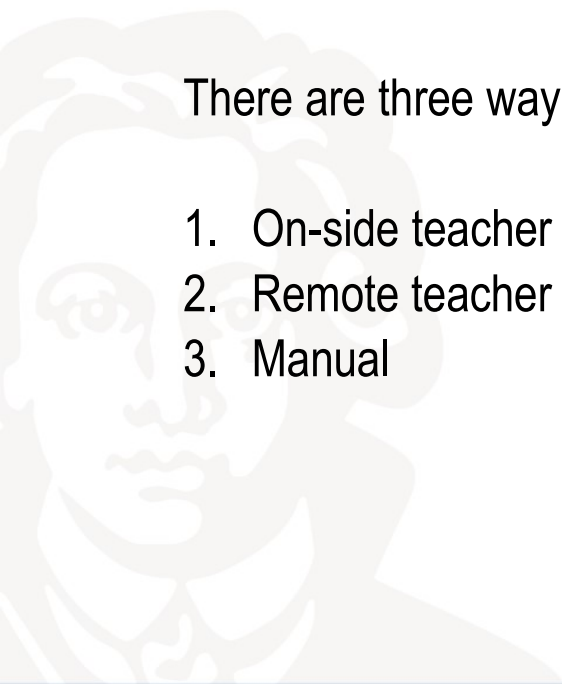 There are three way
1. On-side teacher
2. Remote teacher
3. Manual